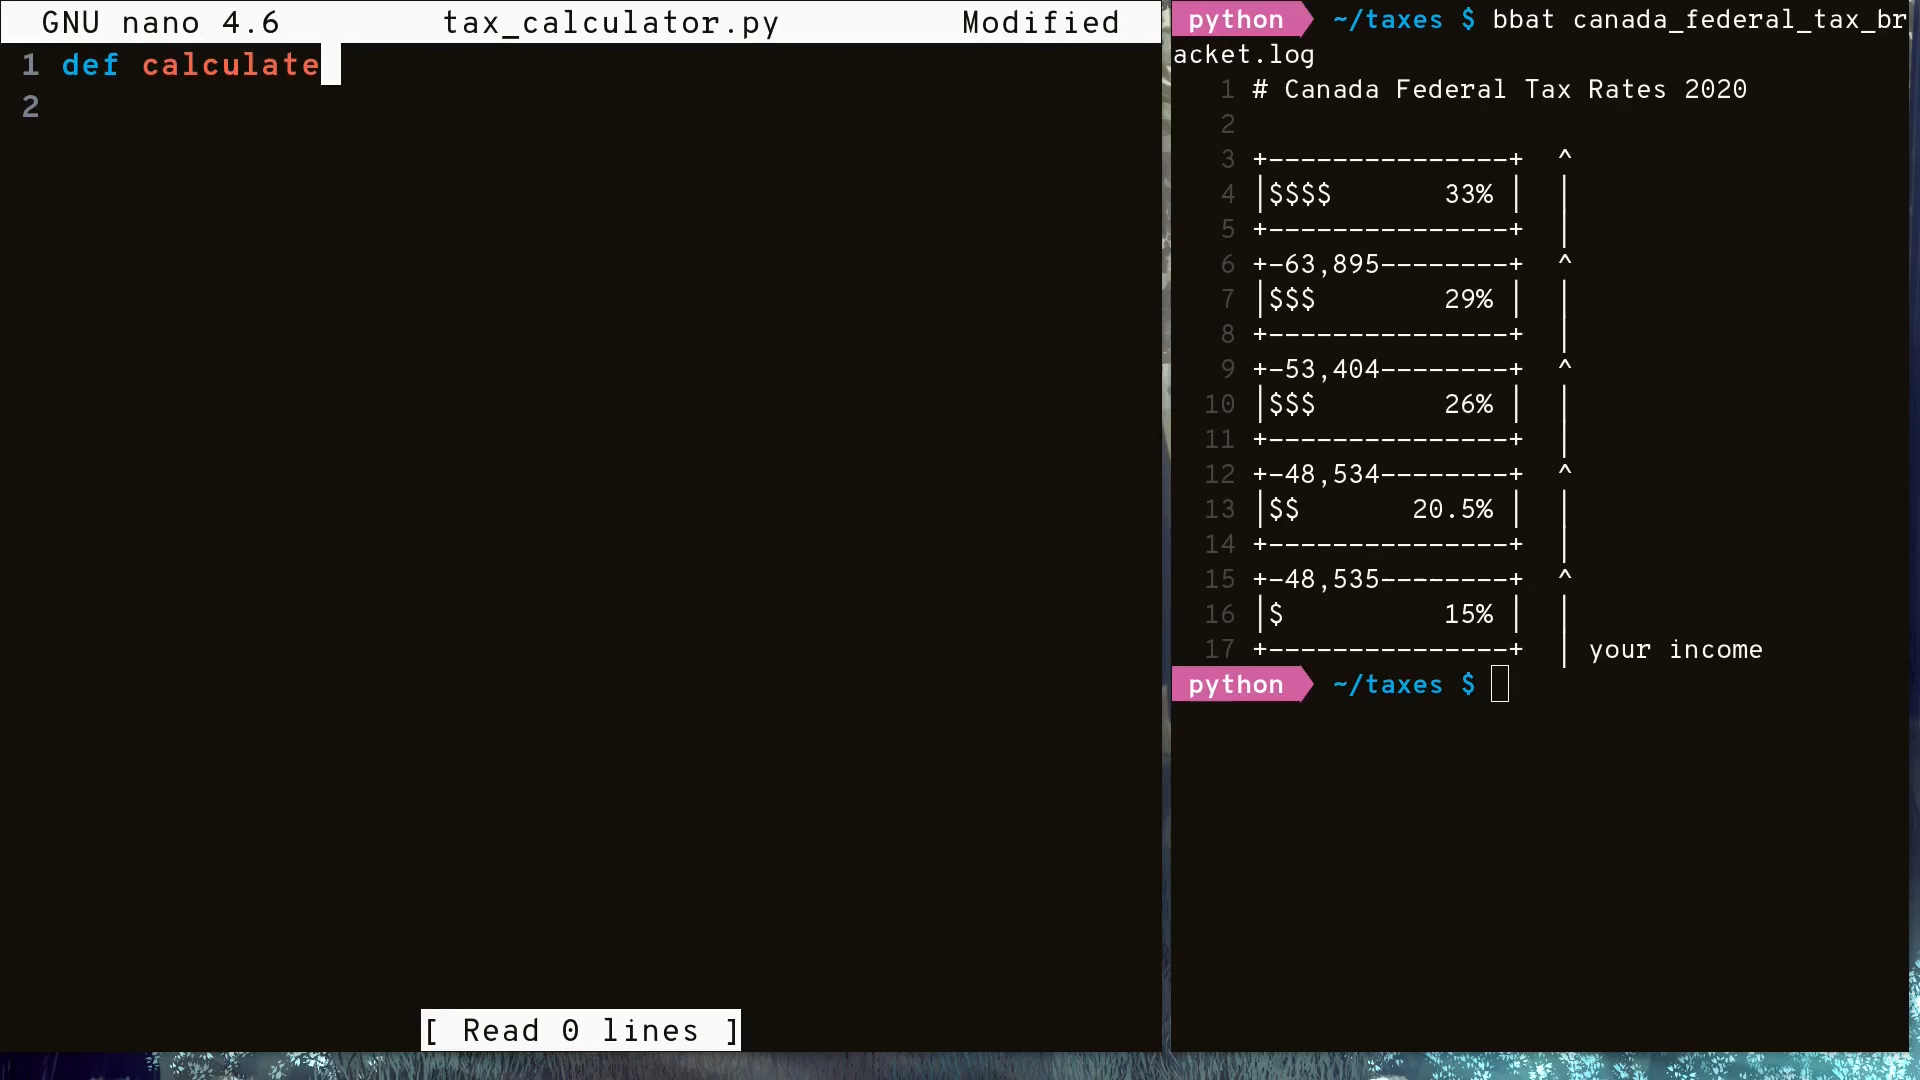 GNU nano 4.6 tax_calculator.py Modified
1 def calculate
2
[ Read 0 lines ]
python ~/taxes $ bbat canada_federal_tax_br
acket.log
1 # Canada Federal Tax Rates 2020
2
3 +---------------+ ^
4 |$$$$ 33% | |
5 +---------------+ |
6 +-63,895--------+ ^
7 |$$$ 29% | |
8 +---------------+ |
9 +-53,404--------+ ^
10 |$$$ 26% | |
11 +---------------+ |
12 +-48,534--------+ ^
13 |$$ 20.5% | |
14 +---------------+ |
15 +-48,535--------+ ^
16 |$ 15% | |
17 +---------------+ | your income
python ~/taxes $